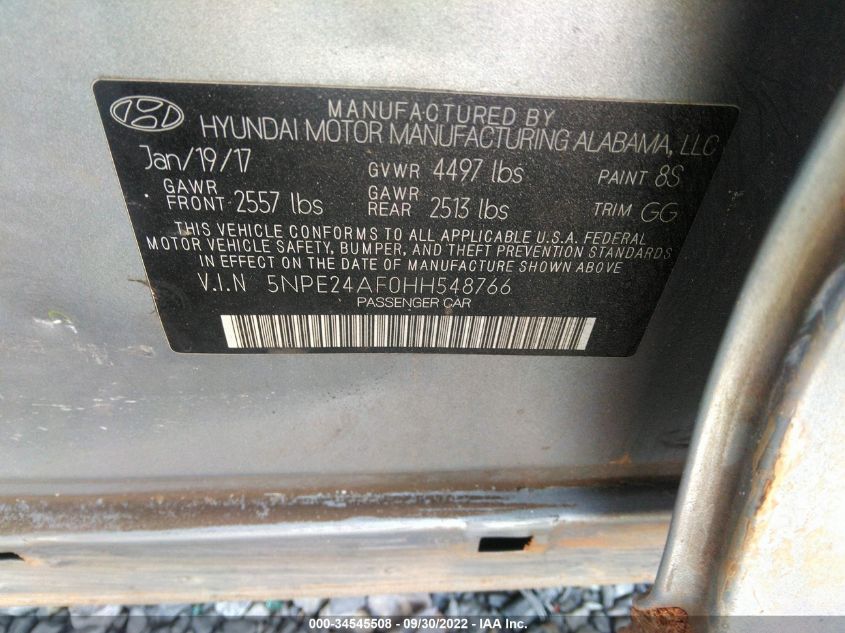 MANUFACTURED BY
HYUNDAI MOTOR MANUFACTURING ALABAMA, LLC
Jan/19/17 GVWR 4497 lbs PAINT 8S
GAWR FRONT 2557 lbs GAWR REAR 2513 lbs TRIM GG
THIS VEHICLE CONFORMS TO ALL APPLICABLE U.S.A. FEDERAL
MOTOR VEHICLE SAFETY, BUMPER, AND THEFT PREVENTION STANDARDS
IN EFFECT ON THE DATE OF MANUFACTURE SHOWN ABOVE
V.I.N 5NPE24AF0HH548766
PASSENGER CAR
000-34545508 - 09/30/2022 - IAA Inc.